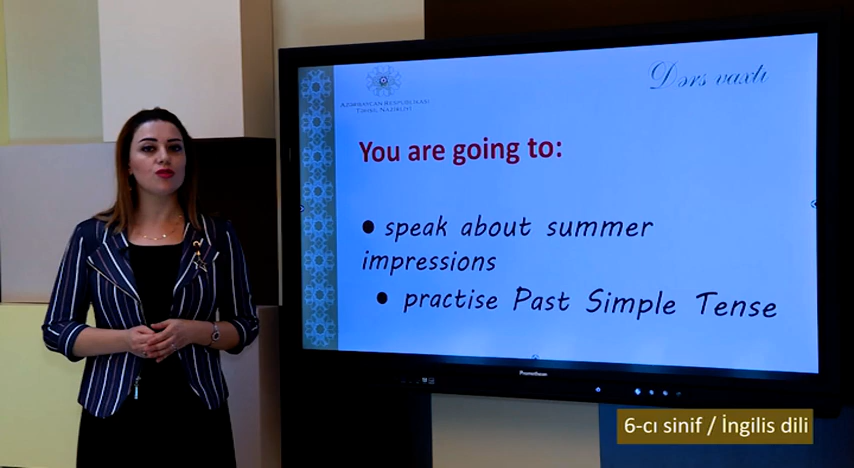 Dərs vaxtı
AZƏRBAYCAN RESPUBLİKASI
TƏHSİL NAZİRLİYİ
You are going to:
● speak about summer
impressions
● practise Past Simple Tense
Promethean
6-cı sinif / İngilis dili